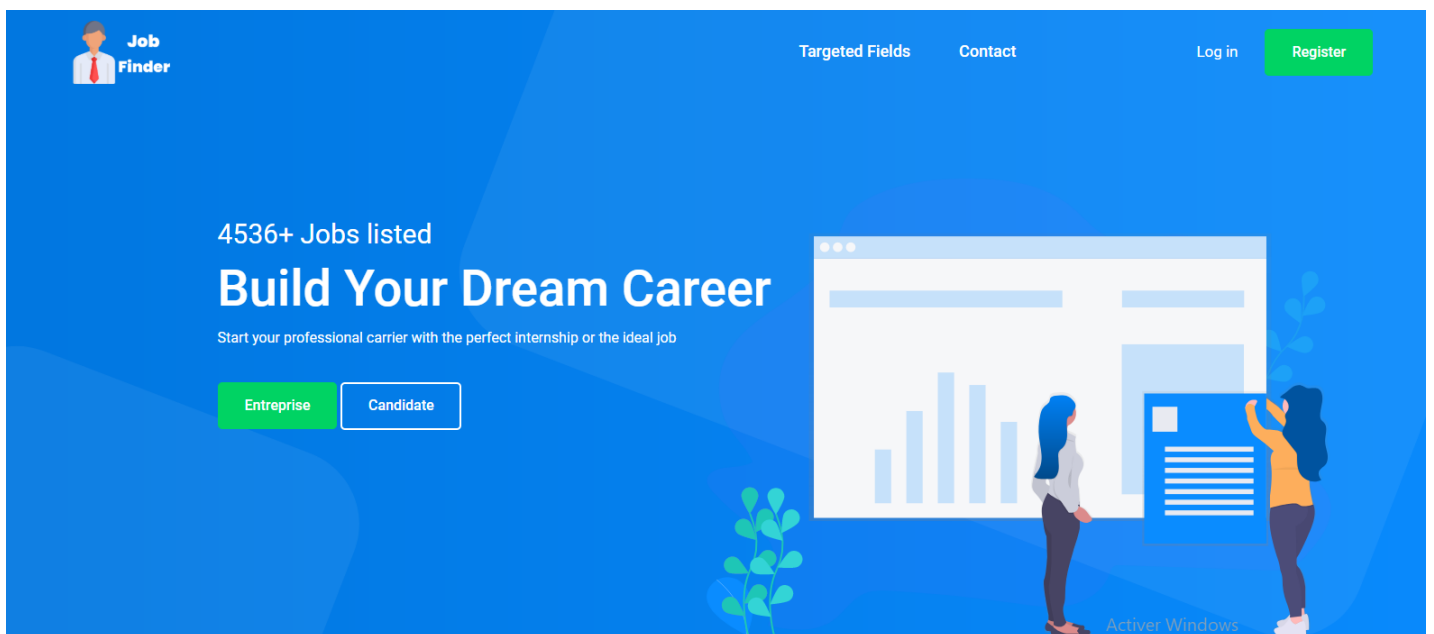 Job
Finder
Targeted Fields
Contact
Log in
Register
4536+ Jobs listed
Build Your Dream Career
Start your professional carrier with the perfect internship or the ideal job
Entreprise
Candidate
Activer Windows